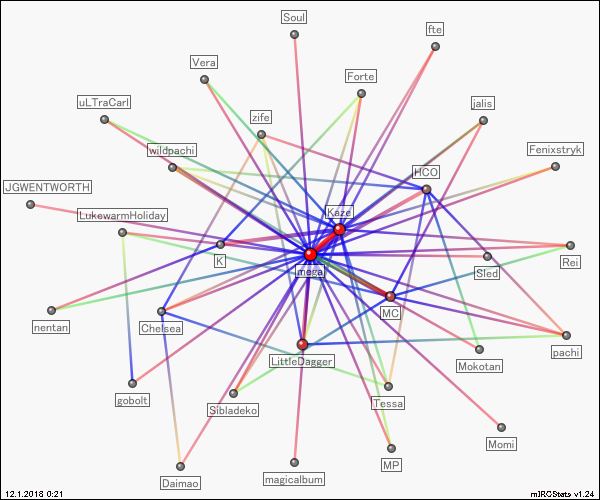 Soul
fte
Vera
Forte
uLTraCarl
jalis
zife
wildpachi
Fenixstryk
HCO
JGWENTWORTH
LukewarmHoliday
Kaze
K
mega
Sled
Rei
nentan
Chelsea
MC
LittleDagger
Mokotan
pachi
gobolt
Sibladeko
Tessa
Momi
MP
Daimao
magicalbum
12.1.2018 0:21
mIRCStats v1.24